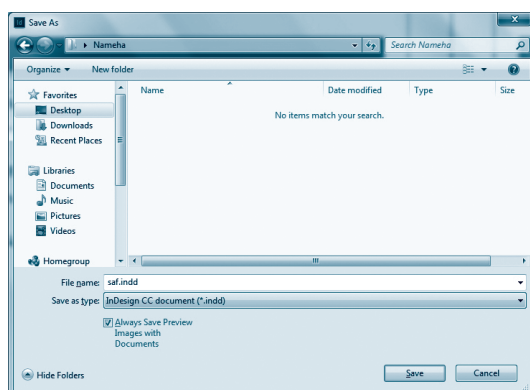 Save As
Nameha
Search Nameha
Organize
New folder
Name
Date modified
Type
Size
No items match your search.
Favorites
Desktop
Downloads
Recent Places
Libraries
Documents
Music
Pictures
Videos
Homegroup
File name: saf.indd
Save as type: InDesign CC document (*.indd)
Always Save Preview
Images with
Documents
Hide Folders
Save
Cancel